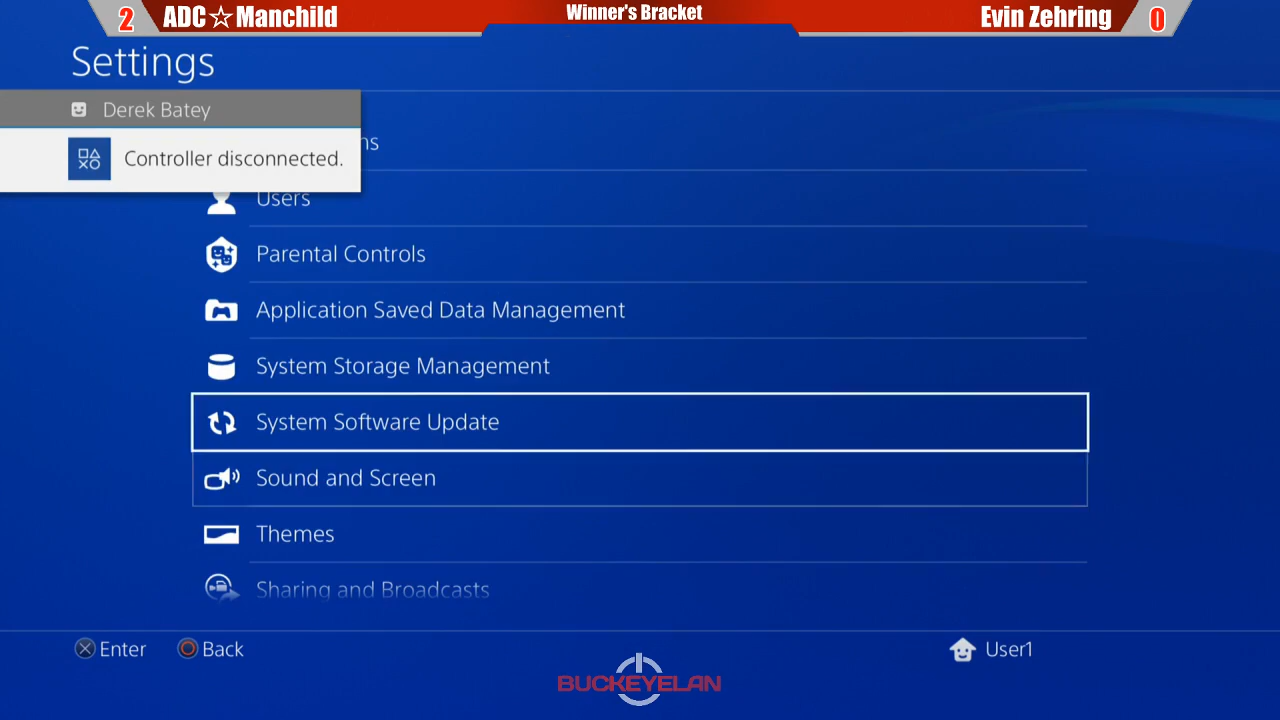 2 ADC☆Manchild Winner's Bracket Evin Zehring 0
Settings
Derek Batey
Controller disconnected.
ns
Users
Parental Controls
Application Saved Data Management
System Storage Management
System Software Update
Sound and Screen
Themes
Sharing and Broadcasts
Enter Back User1
BUCKEYELAN